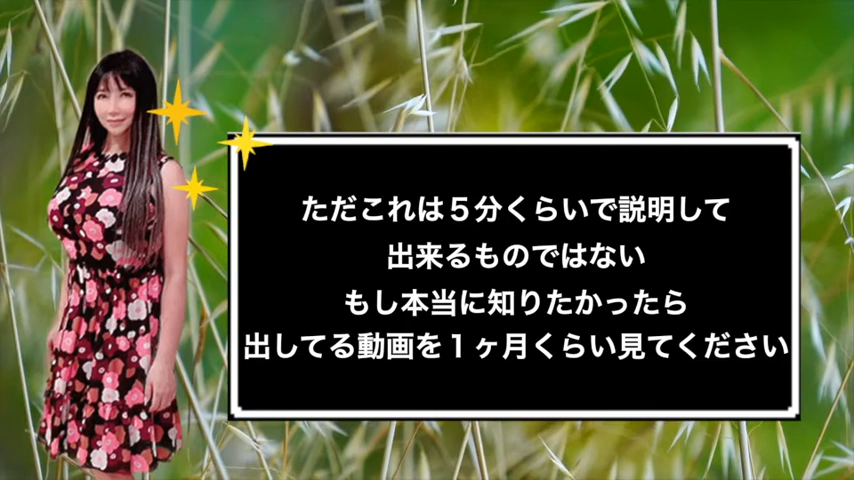 ただこれは５分くらいで説明して
出来るものではない
もし本当に知りたかったら
出してる動画を１ヶ月くらい見てください